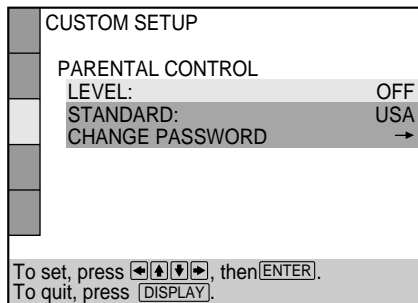 CUSTOM SETUP
PARENTAL CONTROL
LEVEL: OFF
STANDARD: USA
CHANGE PASSWORD →
To set, press ←↑↓→, then ENTER.
To quit, press DISPLAY.